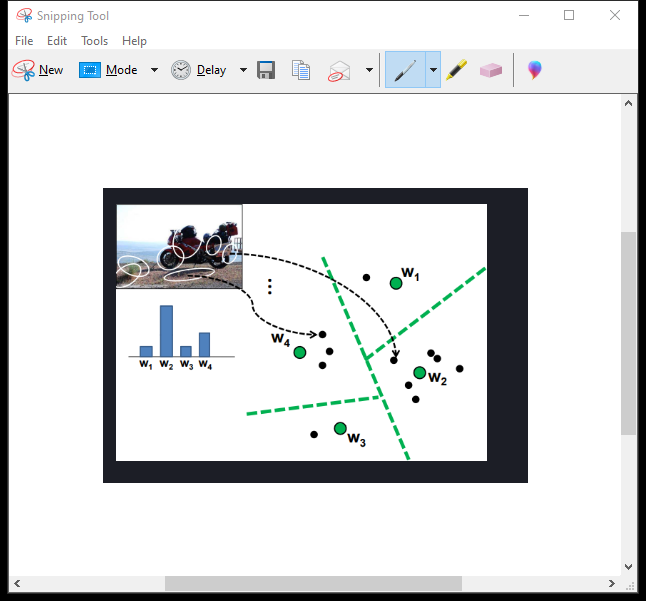 Snipping Tool
File Edit Tools Help
New Mode Delay
W1
W4
W2
W3
W1 W2 W3 W4